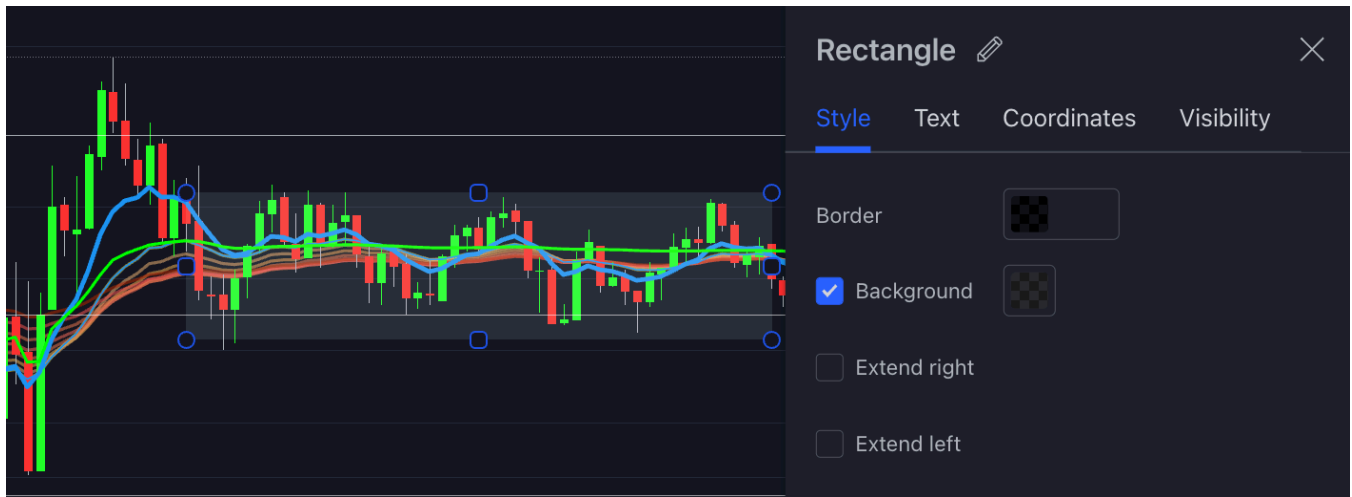 Rectangle
Style Text Coordinates Visibility
Border
Background
Extend right
Extend left